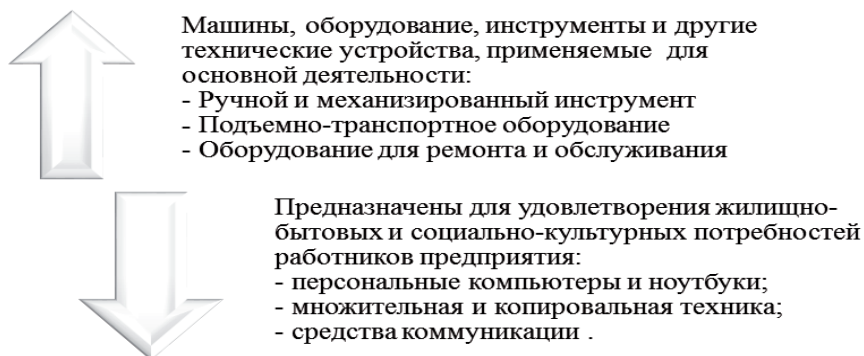 Машины, оборудование, инструменты и другие
технические устройства, применяемые для
основной деятельности:
- Ручной и механизированный инструмент
- Подъемно-транспортное оборудование
- Оборудование для ремонта и обслуживания
Предназначены для удовлетворения жилищно-
бытовых и социально-культурных потребностей
работников предприятия:
- персональные компьютеры и ноутбуки;
- множительная и копировальная техника;
- средства коммуникации .